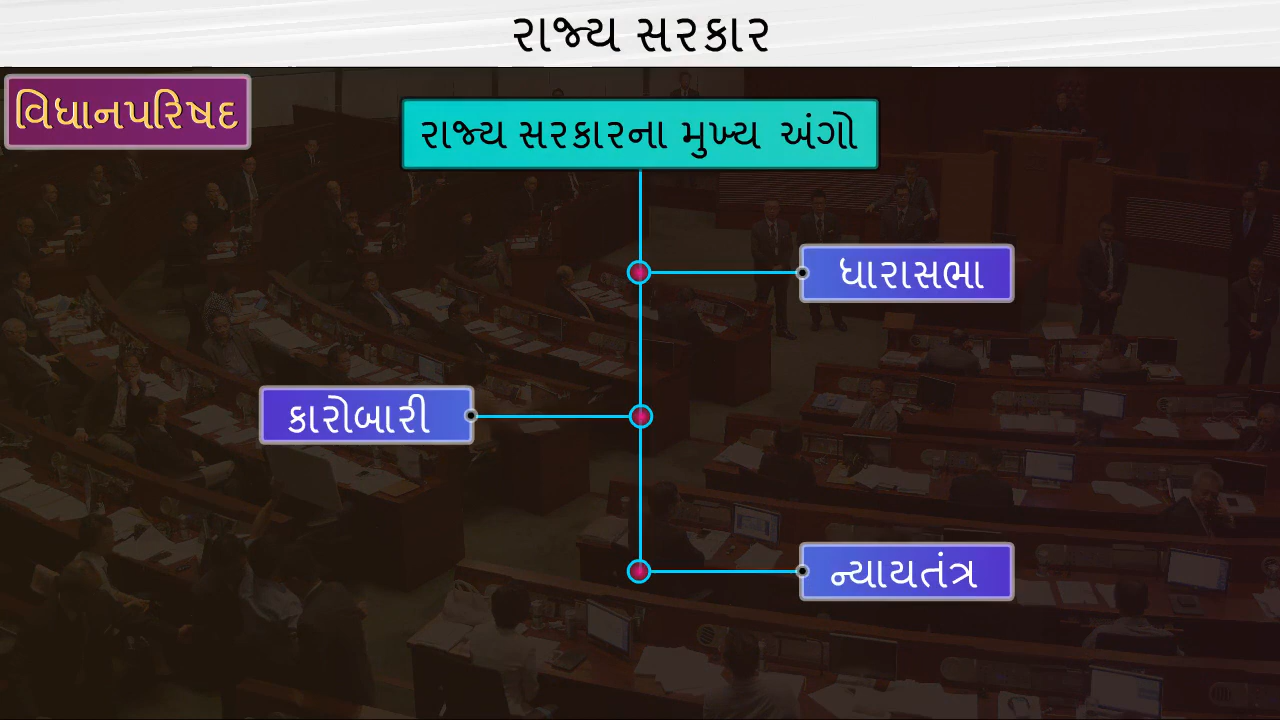 રાજ્ય સરકાર
વિધાનપરિષદ
રાજ્ય સરકારના મુખ્ય અંગો
ધારાસભા
કારોબારી
ન્યાયતંત્ર